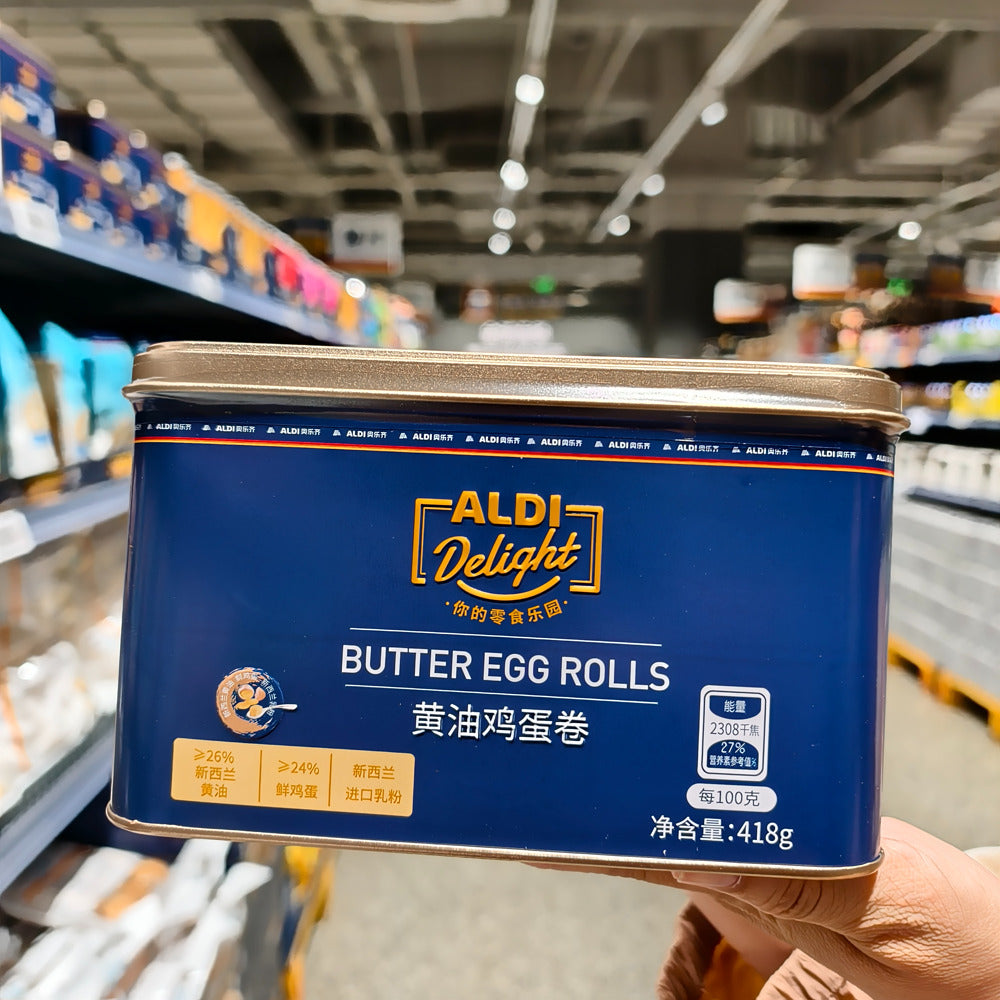 ALDI奥乐齐 ALDI奥乐齐 ALDI奥乐齐 ALDI奥乐齐 ALDI奥乐齐 ALDI奥乐齐 ALDI奥乐齐 ALDI奥乐齐 ALDI奥乐齐 ALDI奥乐齐 ALDI
ALDI
Delight
·你的零食乐园·
BUTTER EGG ROLLS
黄油鸡蛋卷
≥26%
新西兰
黄油
≥24%
鲜鸡蛋
新西兰
进口乳粉
能量
2308千焦
27%
营养素参考值%
每100克
净含量:418g